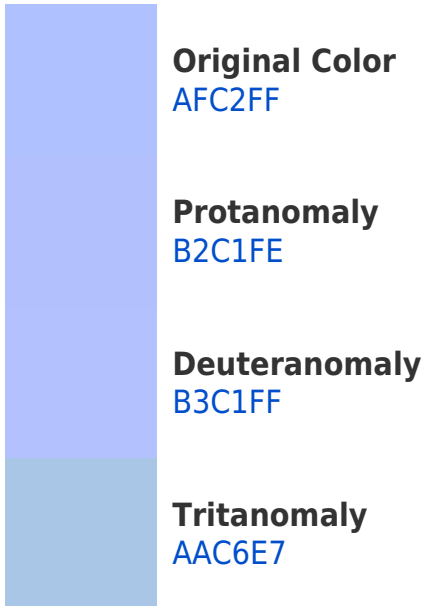 Original Color
AFC2FF
Protanomaly
B2C1FE
Deuteranomaly
B3C1FF
Tritanomaly
AAC6E7